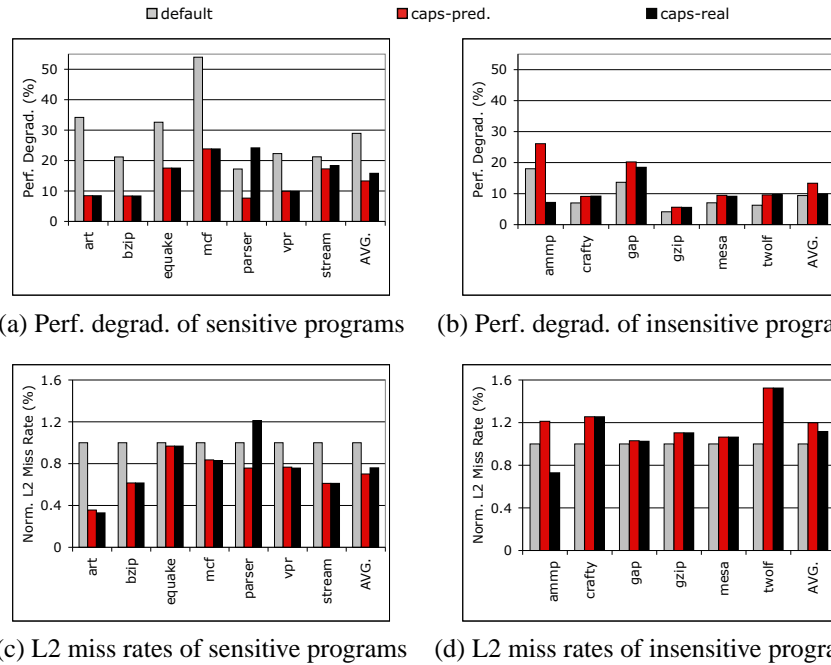 default caps-pred. caps-real
Perf. Degrad. (%)
50
40
30
20
10
0
art bzip equake mcf parser vpr stream AVG.
(a) Perf. degrad. of sensitive programs
Perf. Degrad. (%)
50
40
30
20
10
0
ammp crafty gap gzip mesa twolf AVG.
(b) Perf. degrad. of insensitive progra
Norm. L2 Miss Rate (%)
1.6
1.2
0.8
0.4
0
art bzip equake mcf parser vpr stream AVG.
(c) L2 miss rates of sensitive programs
Norm. L2 Miss Rate (%)
1.6
1.2
0.8
0.4
0
ammp crafty gap gzip mesa twolf AVG.
(d) L2 miss rates of insensitive progra